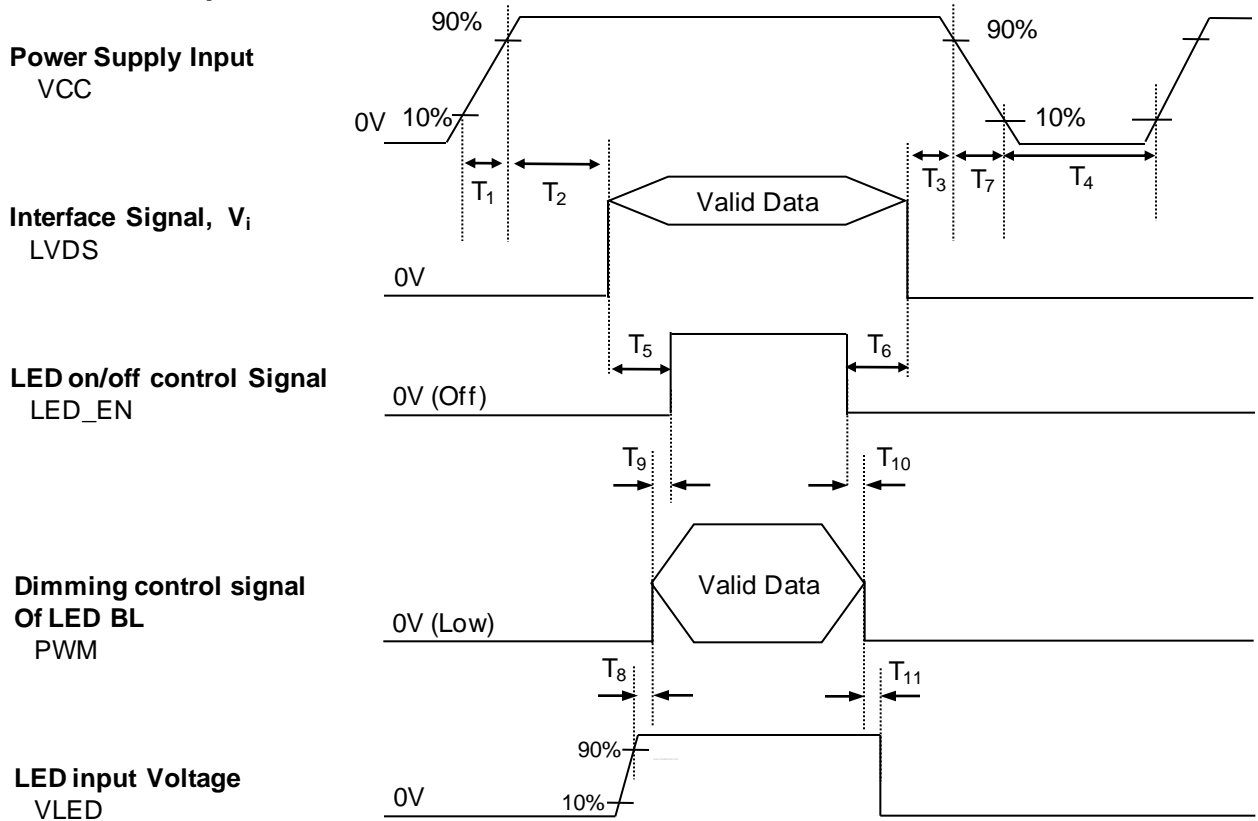 90%
90%
Power Supply Input
VCC
0V
10%
10%
T1
T2
T3
T7
T4
Interface Signal, Vi
LVDS
Valid Data
0V
T5
T6
LED on/off control Signal
LED_EN
0V (Off)
T9
T10
Dimming control signal
Of LED BL
PWM
Valid Data
0V (Low)
T8
T11
90%
LED input Voltage
VLED
0V
10%